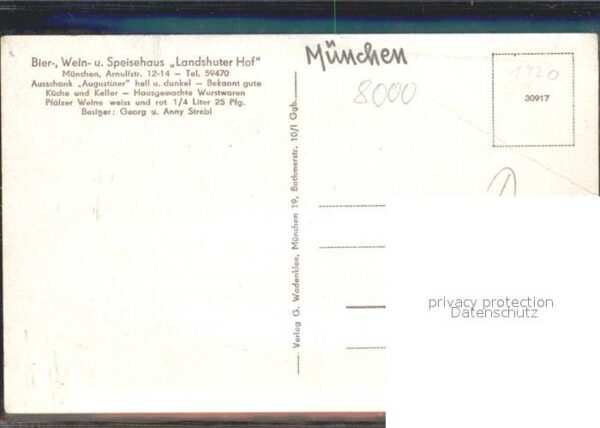 Bier-, Wein- u. Speisehaus „Landshuter Hof"
München, Arnulfstr. 12-14 — Tel. 59470
Ausschank „Augustiner" hell u. dunkel — Bekannt gute
Küche und Keller — Hausgemachte Wurstwaren
Pfälzer Weine weiss und rot 1/4 Liter 25 Pfg.
Besitzer: Georg u. Anny Strebl
Verlag G. Wadenklee, München 19, Bothmerstr. 10/I Ggb.
München
8000
1920
30917
privacy protection
Datenschutz